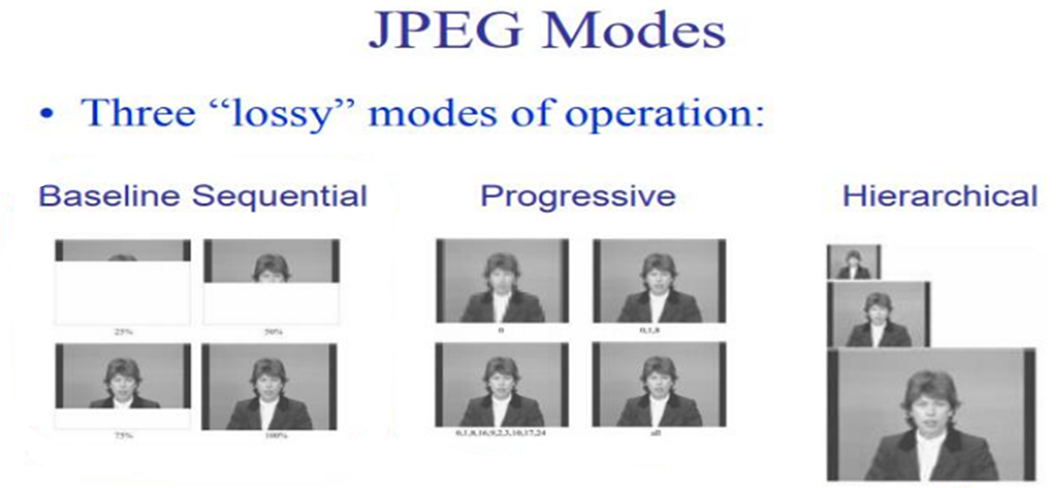 JPEG Modes
• Three “lossy” modes of operation:
Baseline Sequential
Progressive
Hierarchical
25%
50%
0
0,1,8
75%
100%
0,1,8,16,9,2,3,10,17,24
all